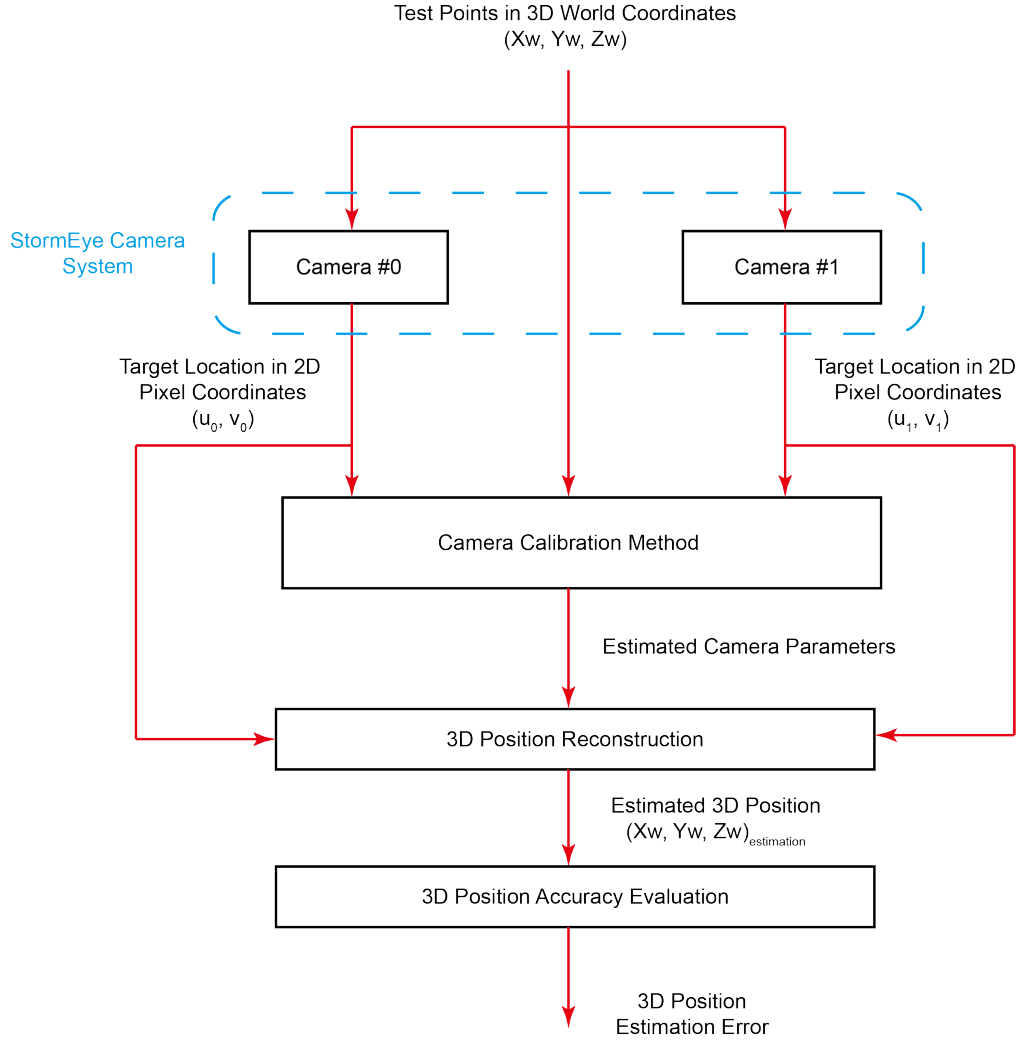 Test Points in 3D World Coordinates
(Xw, Yw, Zw)
StormEye Camera
System
Camera #0
Camera #1
Target Location in 2D
Pixel Coordinates
(u₀, v₀)
Target Location in 2D
Pixel Coordinates
(u₁, v₁)
Camera Calibration Method
Estimated Camera Parameters
3D Position Reconstruction
Estimated 3D Position
(Xw, Yw, Zw)estimation
3D Position Accuracy Evaluation
3D Position
Estimation Error